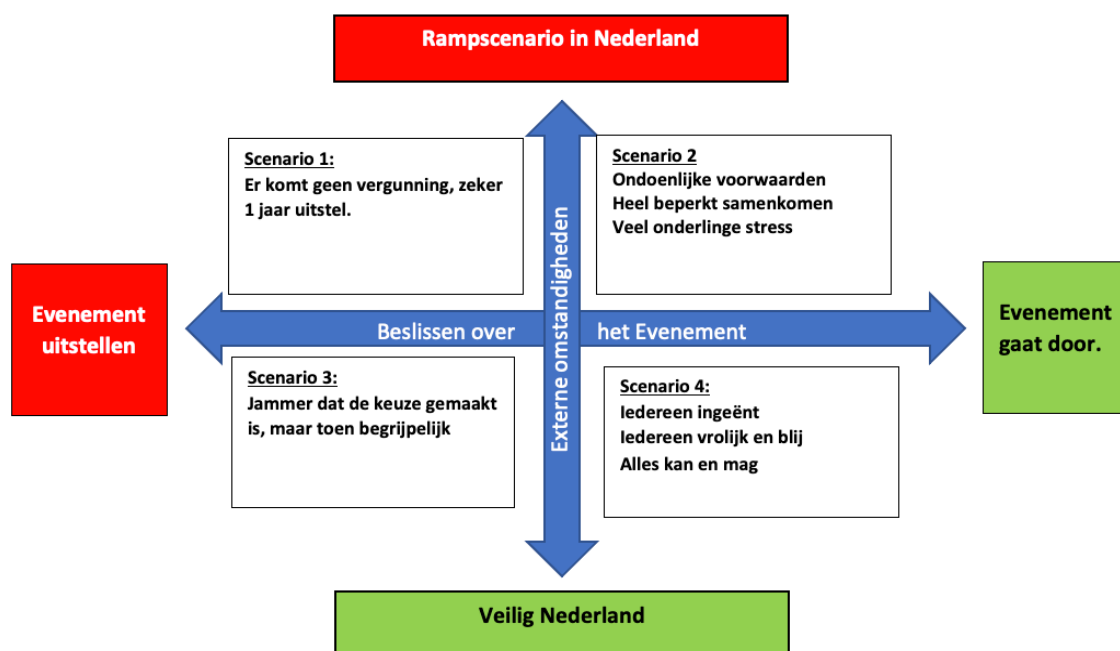 Rampscenario in Nederland
Scenario 1:
Er komt geen vergunning, zeker
1 jaar uitstel.
Scenario 2
Ondoenlijke voorwaarden
Heel beperkt samenkomen
Veel onderlinge stress
Evenement
uitstellen
Beslissen over het Evenement
Externe omstandigheden
Evenement
gaat door.
Scenario 3:
Jammer dat de keuze gemaakt
is, maar toen begrijpelijk
Scenario 4:
Iedereen ingeënt
Iedereen vrolijk en blij
Alles kan en mag
Veilig Nederland